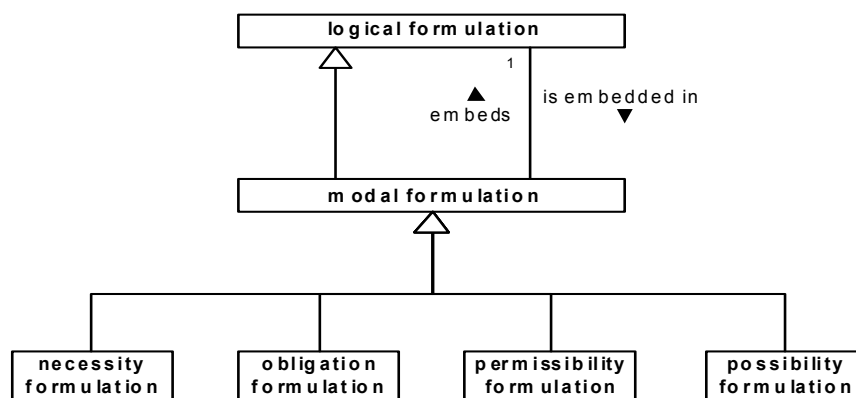 logical formulation
1
embeds
is embedded in
modal formulation
necessity
formulation
obligation
formulation
permissibility
formulation
possibility
formulation